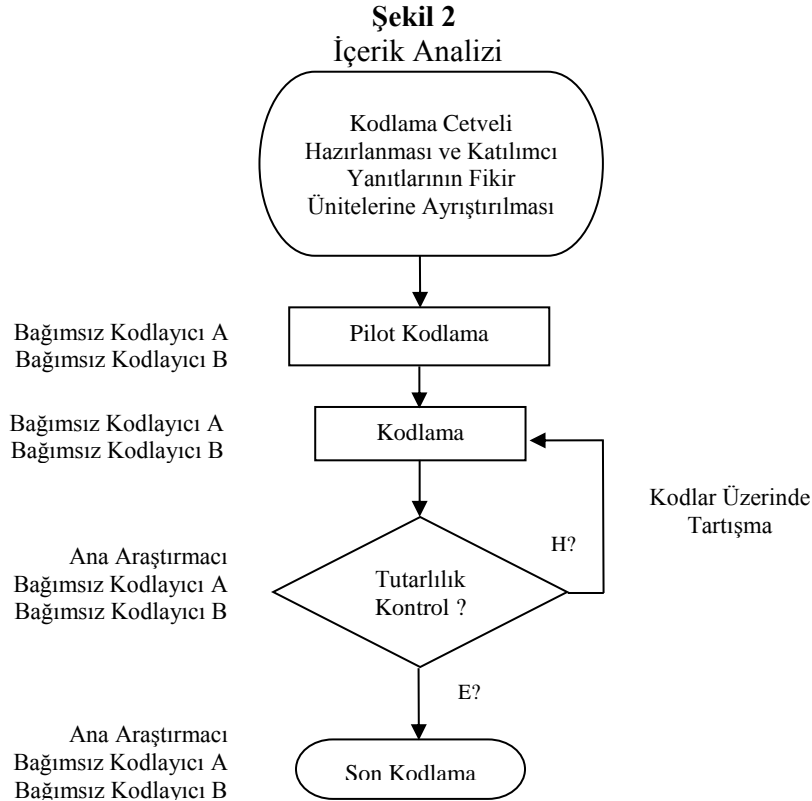 Şekil 2
İçerik Analizi
Kodlama Cetveli
Hazırlanması ve Katılımcı
Yanıtlarının Fikir
Ünitelerine Ayrıştırılması
Bağımsız Kodlayıcı A
Bağımsız Kodlayıcı B
Pilot Kodlama
Bağımsız Kodlayıcı A
Bağımsız Kodlayıcı B
Kodlama
Kodlar Üzerinde
Tartışma
H?
Ana Araştırmacı
Bağımsız Kodlayıcı A
Bağımsız Kodlayıcı B
Tutarlılık
Kontrol ?
E?
Ana Araştırmacı
Bağımsız Kodlayıcı A
Bağımsız Kodlayıcı B
Son Kodlama